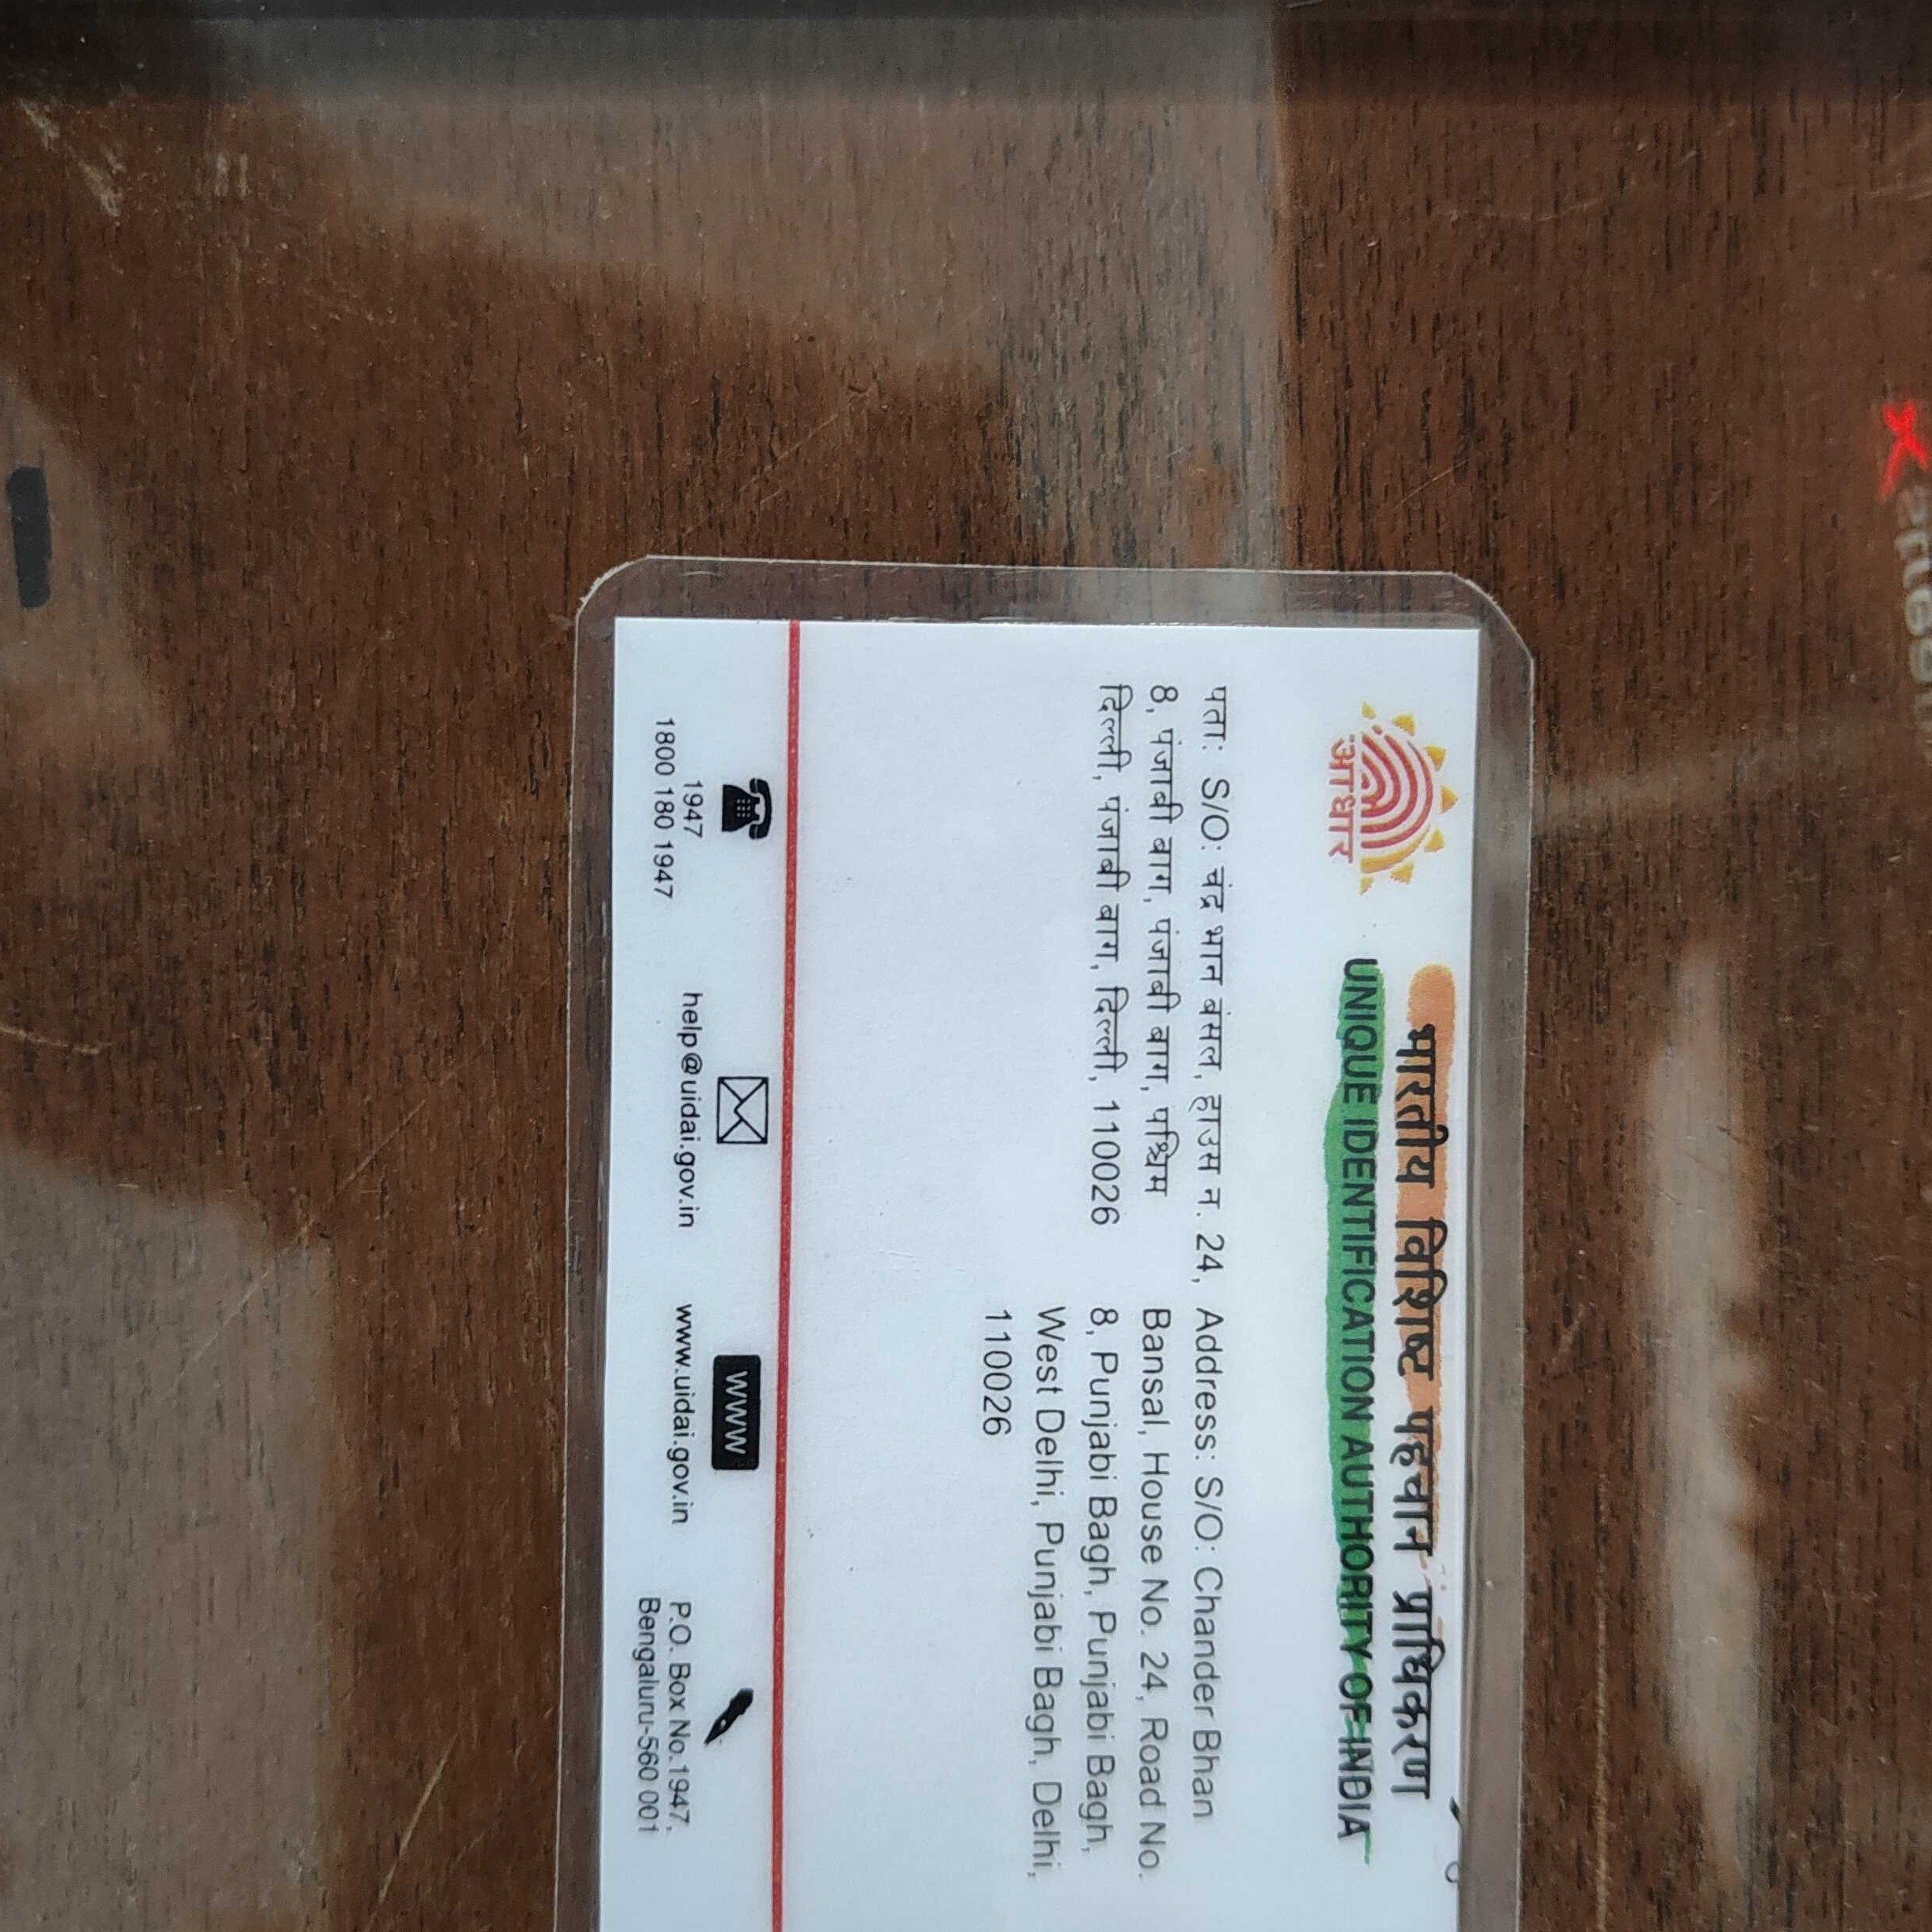 आधार
भारतीय विशिष्ट पहचान प्राधिकरण
UNIQUE IDENTIFICATION AUTHORITY OF INDIA
पता: S/O: चंद्र भान बंसल, हाउस न. 24,
8, पंजाबी बाग, पंजाबी बाग, पश्चिम
दिल्ली, पंजाबी बाग, दिल्ली, 110026
Address: S/O: Chander Bhan
Bansal, House No. 24, Road No.
8, Punjabi Bagh, Punjabi Bagh,
West Delhi, Punjabi Bagh, Delhi,
110026
1947
1800 180 1947
help@uidai.gov.in
WWW
www.uidai.gov.in
P.O. Box No.1947,
Bengaluru-560 001